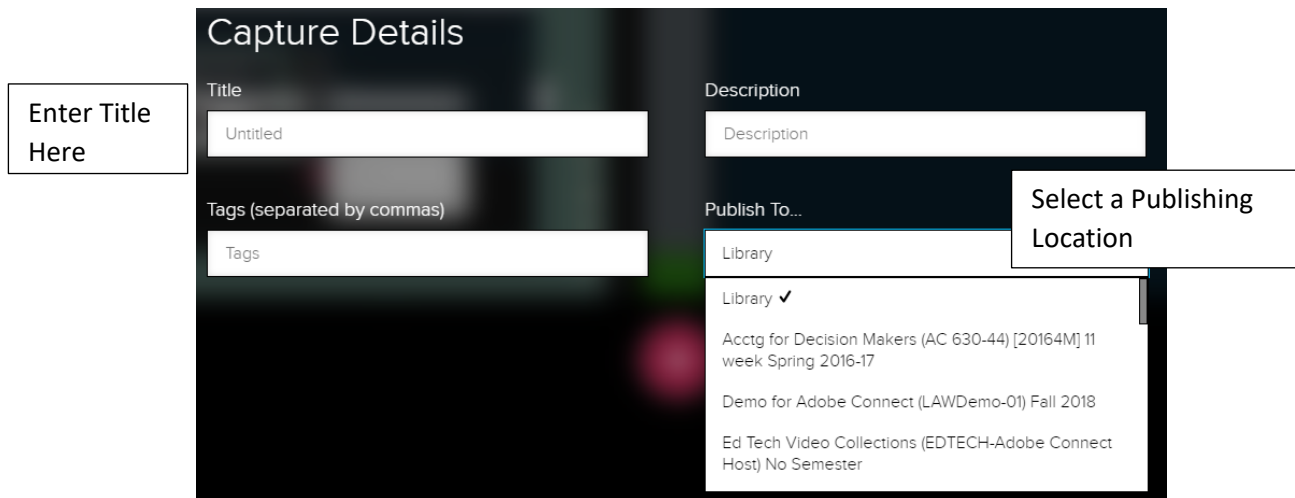 Capture Details
Title
Enter Title
Here
Untitled
Description
Description
Tags (separated by commas)
Tags
Publish To...
Select a Publishing
Location
Library
Library ✔
Acctg for Decision Makers (AC 630-44) [20164M] 11
week Spring 2016-17
Demo for Adobe Connect (LAWDemo-01) Fall 2018
Ed Tech Video Collections (EDTECH-Adobe Connect
Host) No Semester